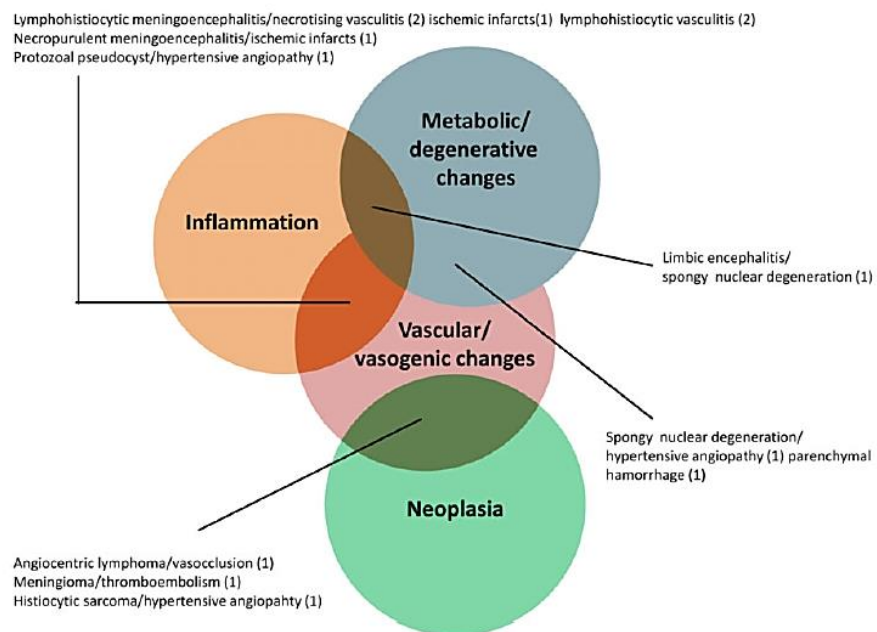 Lymphohistiocytic meningoencephalitis/necrotising vasculitis (2) ischemic infarcts(1) lymphohistiocytic vasculitis (2)
Necropurulent meningoencephalitis/ischemic infarcts (1)
Protozoal pseudocyst/hypertensive angiopathy (1)
Metabolic/
degenerative
changes
Inflammation
Limbic encephalitis/
spongy nuclear degeneration (1)
Vascular/
vasogenic changes
Spongy nuclear degeneration/
hypertensive angiopathy (1) parenchymal
hamorrhage (1)
Neoplasia
Angiocentric lymphoma/vasocclusion (1)
Meningioma/thromboembolism (1)
Histiocytic sarcoma/hypertensive angiopahty (1)